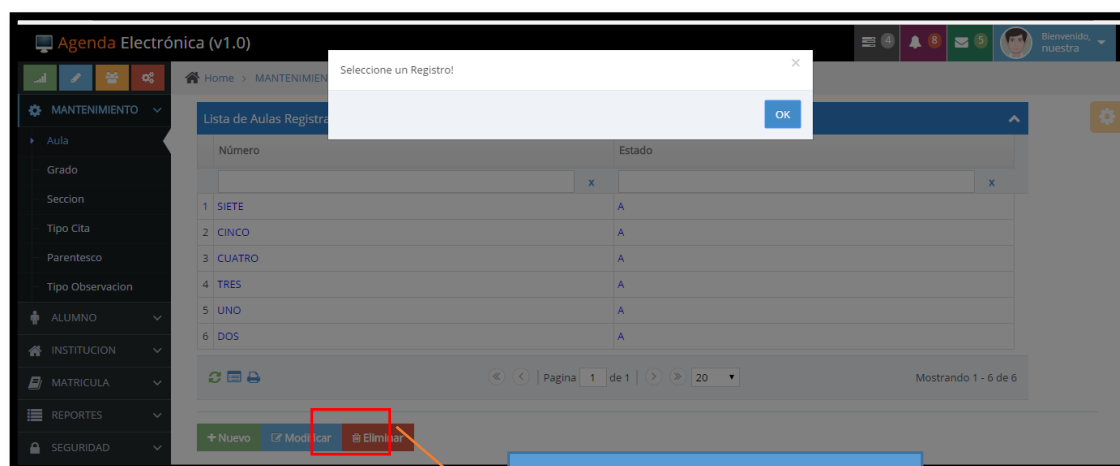 Agenda Electrónica (v1.0)
4
8
5
Bienvenido,
nuestra
Home > MANTENIMIEN
Seleccione un Registro!
×
OK
MANTENIMIENTO
Aula
Grado
Seccion
Tipo Cita
Parentesco
Tipo Observacion
ALUMNO
INSTITUCION
MATRICULA
REPORTES
SEGURIDAD
Lista de Aulas Registra
Número Estado
x x
1 SIETE A
2 CINCO A
3 CUATRO A
4 TRES A
5 UNO A
6 DOS A
Pagina 1 de 1 20 Mostrando 1 - 6 de 6
+Nuevo Modificar Eliminar